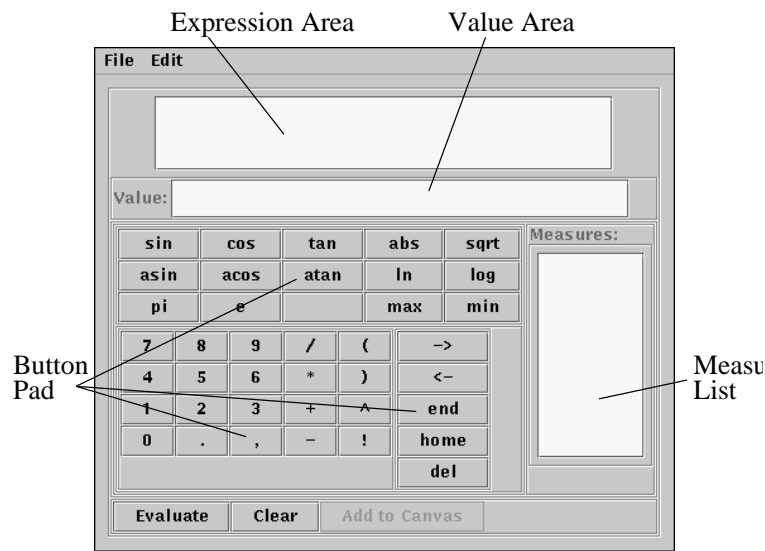 Expression Area Value Area
File Edit
Value:
sin cos tan abs sqrt
Measures:
asin acos atan ln log
pi e max min
7 8 9 / ( ->
4 5 6 * ) <-
Button Pad
Measu
List
1 2 3 + ^ end
0 . , - ! home
del
Evaluate Clear Add to Canvas